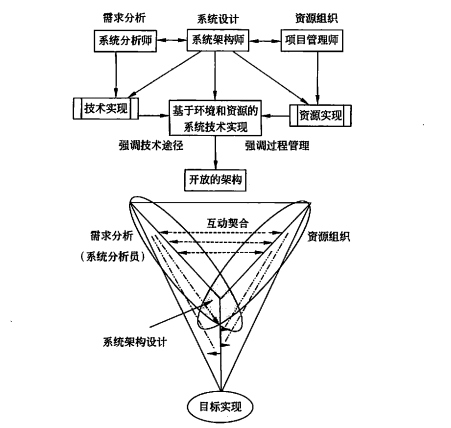 需求分析 系统设计 资源组织
系统分析师 系统架构师 项目管理师
技术实现 基于环境和资源的 资源实现
系统技术实现
强调技术途径 强调过程管理
开放的架构
需求分析 互动契合 资源组织
(系统分析员)
系统架构设计
目标实现